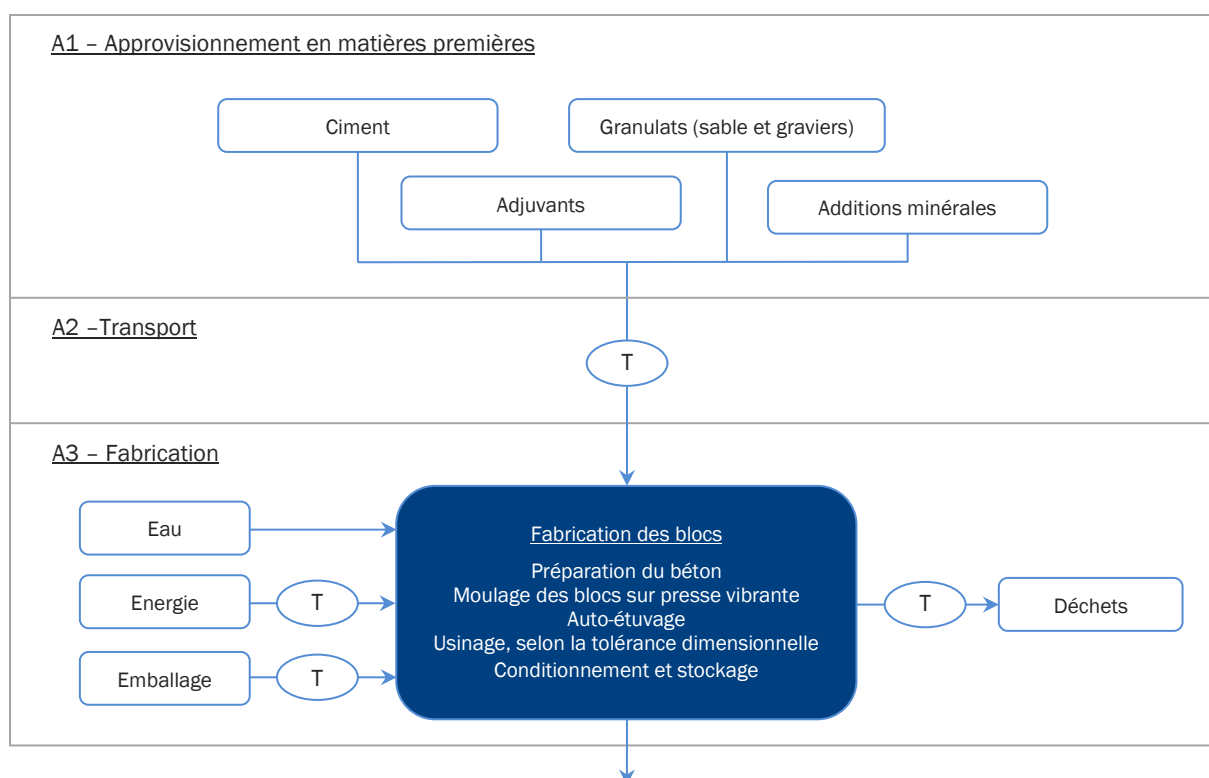 A1 – Approvisionnement en matières premières
Ciment
Granulats (sable et graviers)
Adjuvants
Additions minérales
A2 –Transport
T
A3 – Fabrication
Eau
Energie
T
Emballage
T
Fabrication des blocs
Préparation du béton
Moulage des blocs sur presse vibrante
Auto-étuvage
Usinage, selon la tolérance dimensionnelle
Conditionnement et stockage
T
Déchets